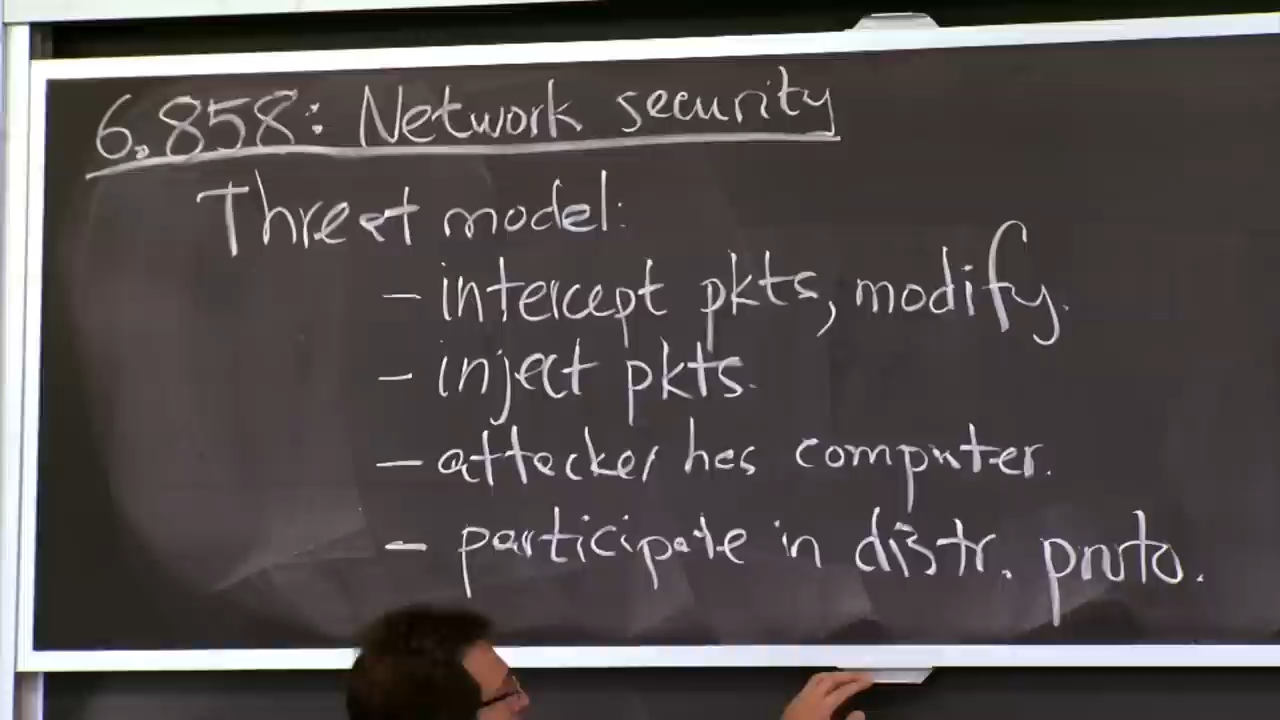 6.858: Network security
Threat model:
- intercept pkts, modify.
- inject pkts.
- attacker has computer.
- participate in distr. proto.